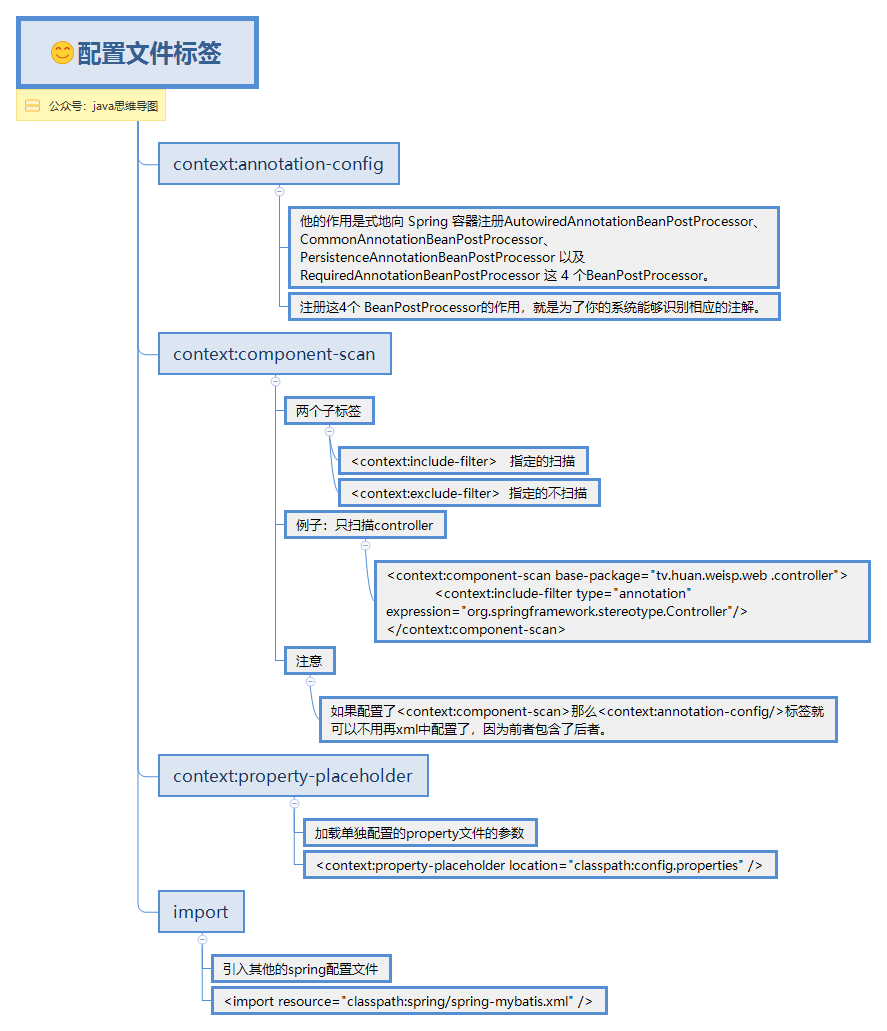 配置文件标签
公众号：java思维导图
context:annotation-config
他的作用是式地向 Spring 容器注册AutowiredAnnotationBeanPostProcessor、
CommonAnnotationBeanPostProcessor、
PersistenceAnnotationBeanPostProcessor 以及
RequiredAnnotationBeanPostProcessor 这 4 个BeanPostProcessor。
注册这4个 BeanPostProcessor的作用，就是为了你的系统能够识别相应的注解。
context:component-scan
两个子标签
<context:include-filter> 指定的扫描
<context:exclude-filter> 指定的不扫描
例子：只扫描controller
<context:component-scan base-package="tv.huan.weisp.web .controller">
<context:include-filter type="annotation"
expression="org.springframework.stereotype.Controller"/>
</context:component-scan>
注意
如果配置了<context:component-scan>那么<context:annotation-config/>标签就
可以不用再xml中配置了，因为前者包含了后者。
context:property-placeholder
加载单独配置的property文件的参数
<context:property-placeholder location="classpath:config.properties" />
import
引入其他的spring配置文件
<import resource="classpath:spring/spring-mybatis.xml" />